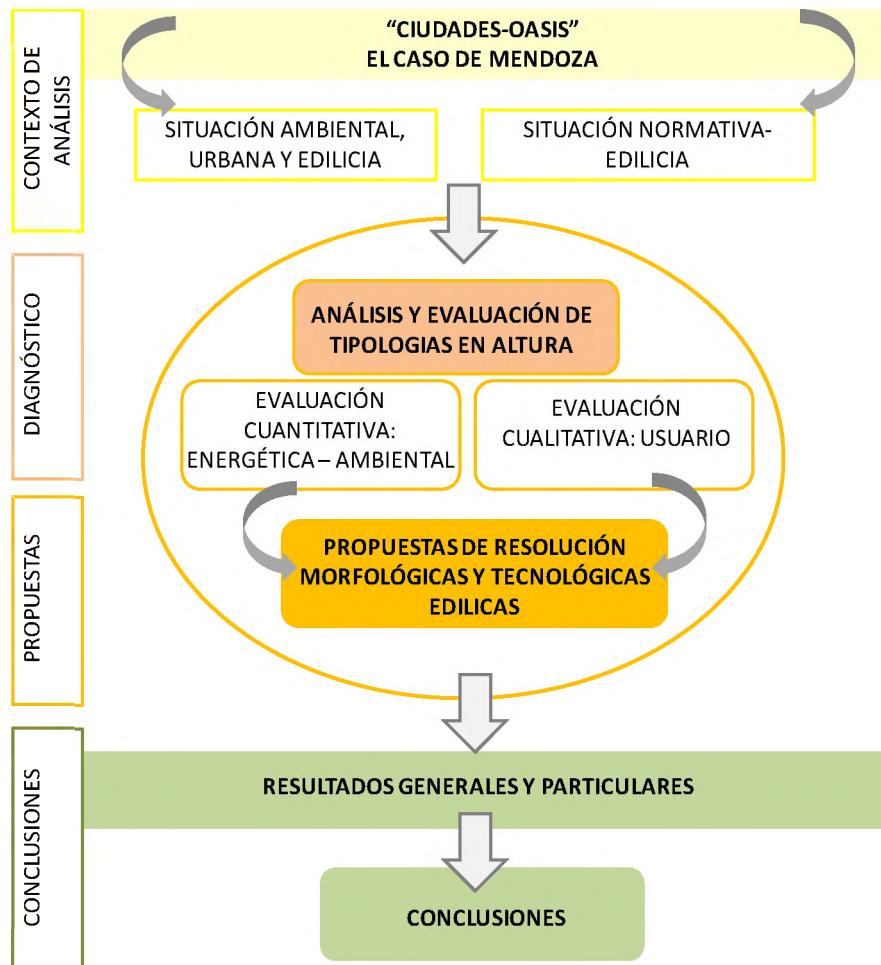 “CIUDADES-OASIS”
EL CASO DE MENDOZA
CONTEXTO DE
ANÁLISIS
SITUACIÓN AMBIENTAL,
URBANA Y EDILICIA
SITUACIÓN NORMATIVA-
EDILICIA
DIAGNÓSTICO
ANÁLISIS Y EVALUACIÓN DE
TIPOLOGIAS EN ALTURA
EVALUACIÓN
CUANTITATIVA:
ENERGÉTICA – AMBIENTAL
EVALUACIÓN
CUALITATIVA: USUARIO
PROPUESTAS
PROPUESTAS DE RESOLUCIÓN
MORFOLÓGICAS Y TECNOLÓGICAS
EDILICAS
CONCLUSIONES
RESULTADOS GENERALES Y PARTICULARES
CONCLUSIONES